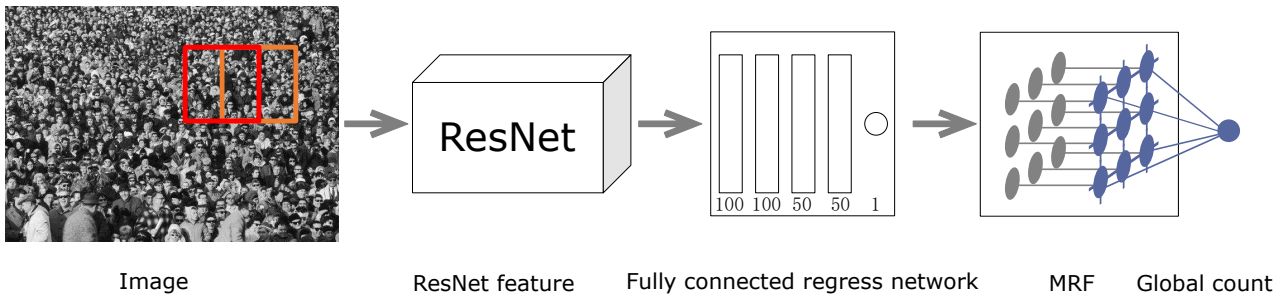 ResNet
100 100 50 50 1
Image
ResNet feature
Fully connected regress network
MRF
Global count